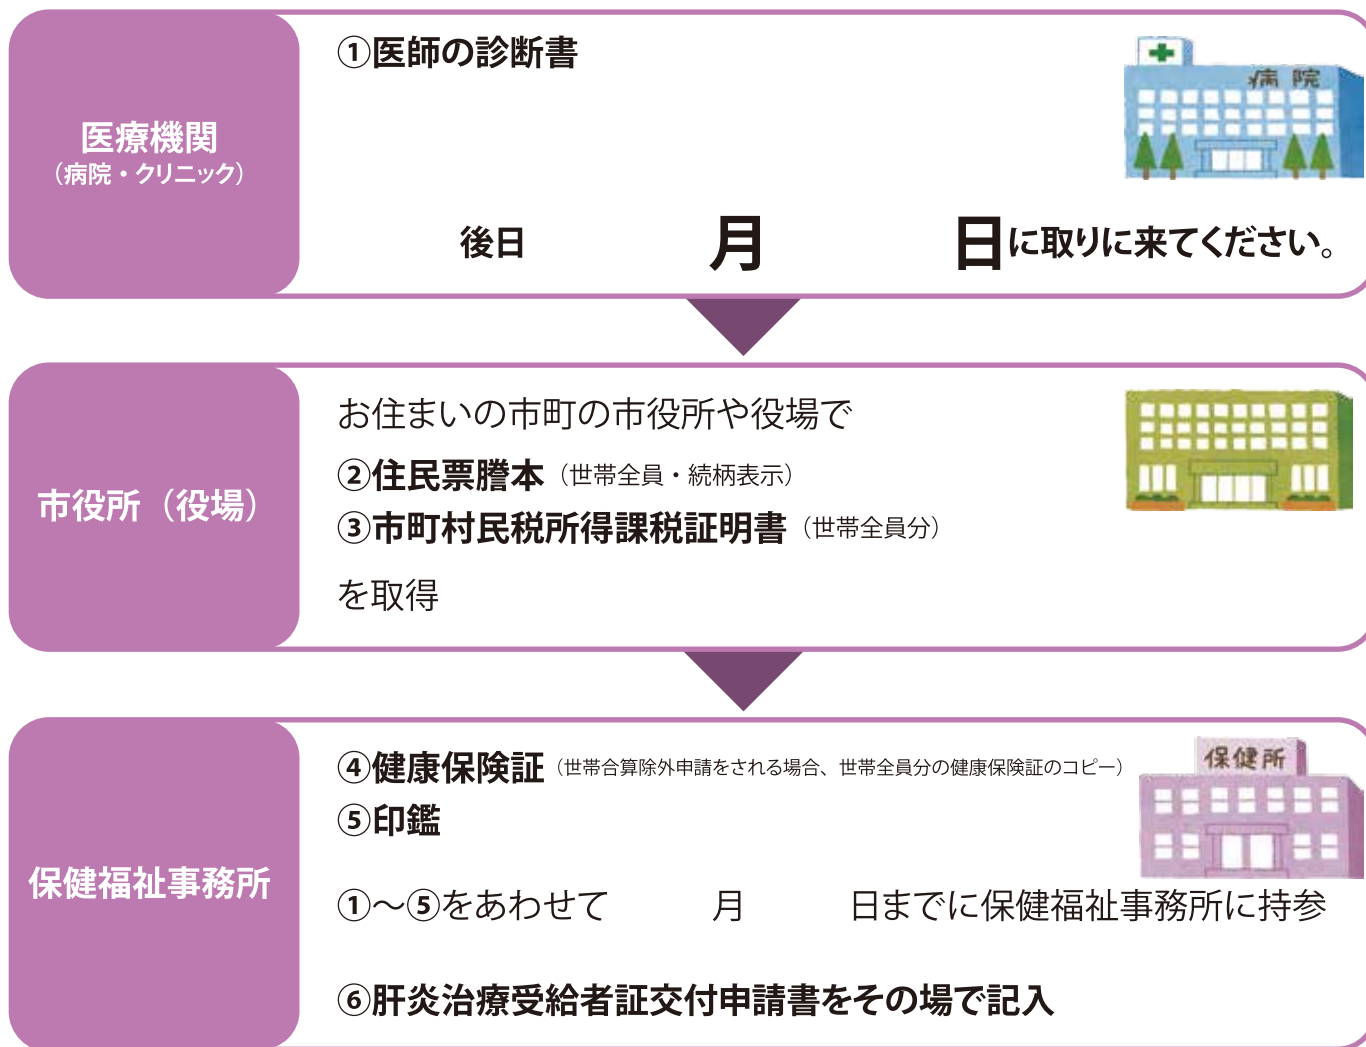 医療機関
（病院・クリニック）
①医師の診断書
病院
後日　　　月　　　日に取りに来てください。
市役所（役場）
お住まいの市町の市役所や役場で
②住民票謄本（世帯全員・続柄表示）
③市町村民税所得課税証明書（世帯全員分）
を取得
保健福祉事務所
④健康保険証（世帯合算除外申請をされる場合、世帯全員分の健康保険証のコピー）
保健所
⑤印鑑
①～⑤をあわせて　　　月　　　日までに保健福祉事務所に持参
⑥肝炎治療受給者証交付申請書をその場で記入